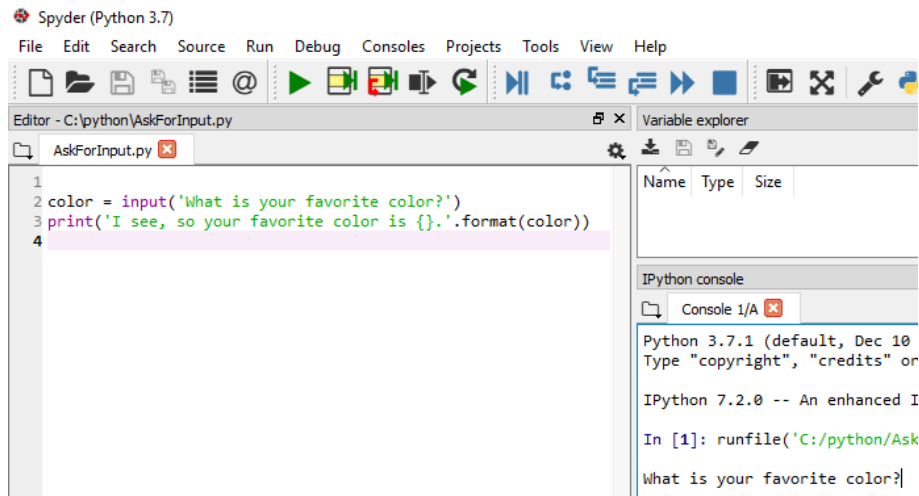 Spyder (Python 3.7)
File Edit Search Source Run Debug Consoles Projects Tools View Help
Editor - C:\python\AskForInput.py
AskForInput.py
1
2 color = input('What is your favorite color?')
3 print('I see, so your favorite color is {}.'.format(color))
4
Variable explorer
Name Type Size
IPython console
Console 1/A
Python 3.7.1 (default, Dec 10
Type "copyright", "credits" or
IPython 7.2.0 -- An enhanced I
In [1]: runfile('C:/python/Ask
What is your favorite color?